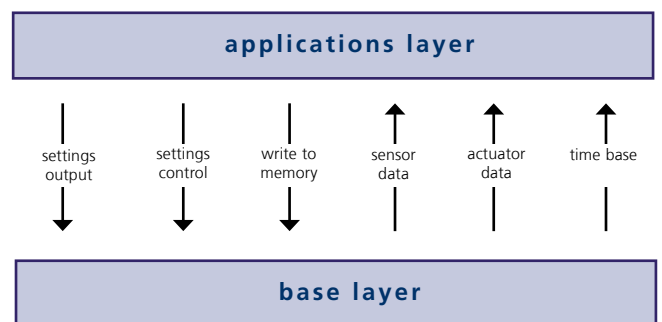 applications layer
settings
output
settings
control
write to
memory
sensor
data
actuator
data
time base
base layer